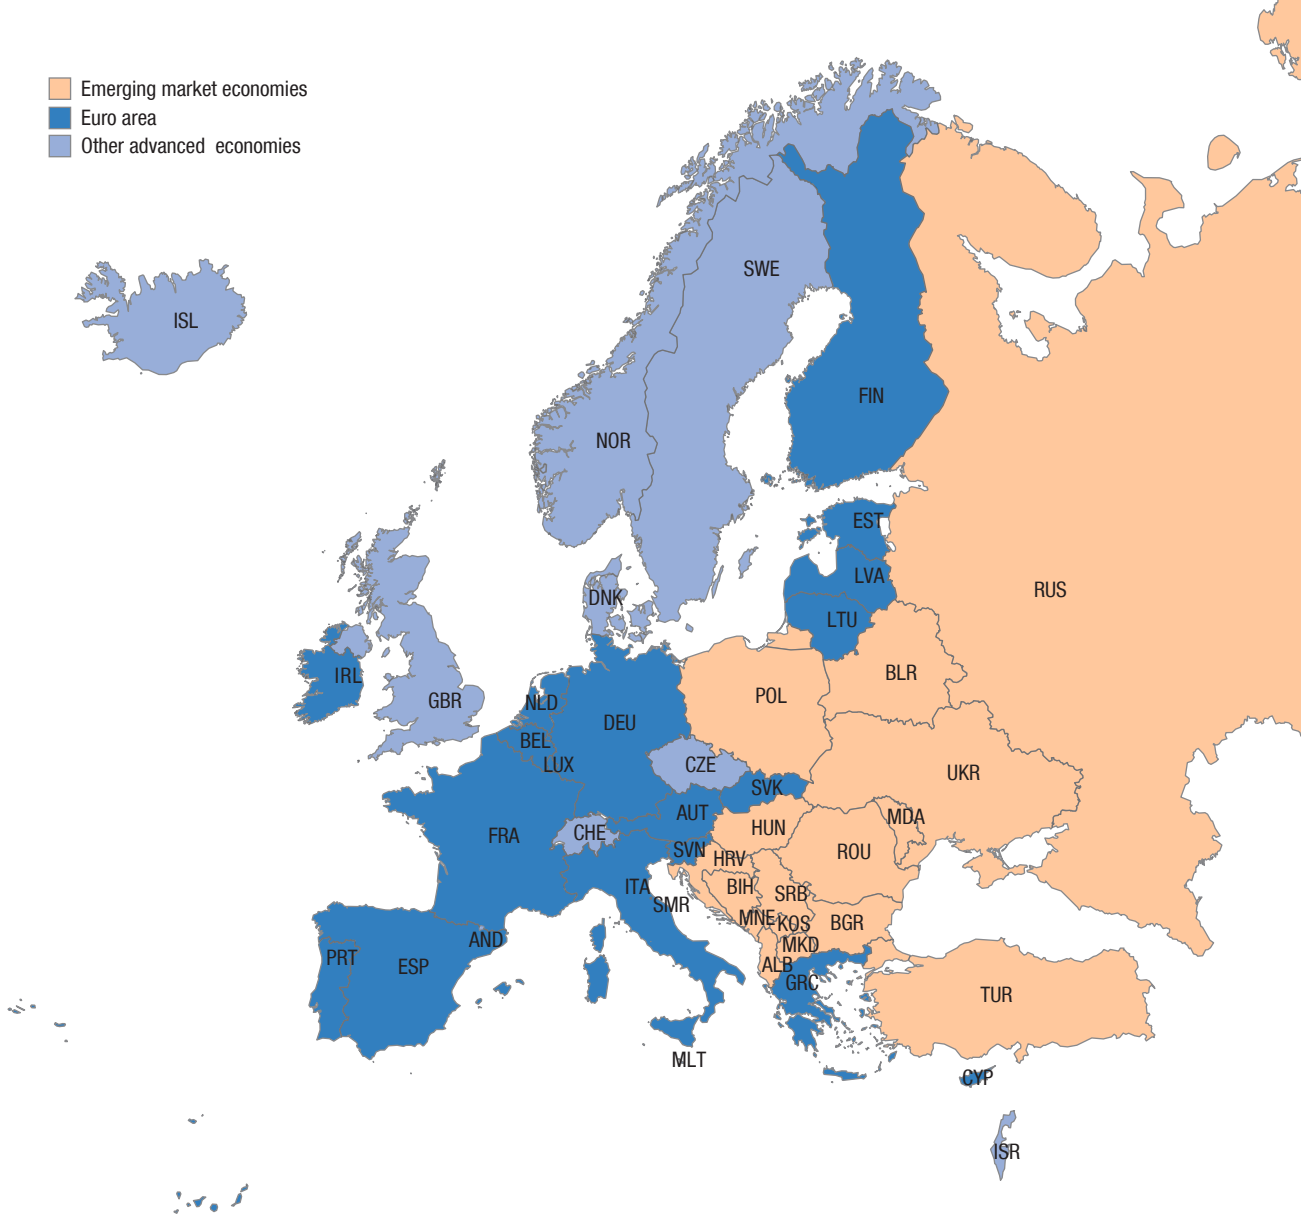 Emerging market economies
Euro area
Other advanced economies
SWE
ISL
FIN
NOR
EST
LVA
RUS
DNK
LTU
IRL
BLR
GBR
POL
NLD
DEU
BEL
LUX
CZE
UKR
SVK
AUT
MDA
HUN
CHE
FRA
SVN
ROU
HRV
ITA
BIH
SRB
SMR
MNE
KOS
BGR
AND
MKD
PRT
ESP
ALB
GRC
TUR
MLT
CYP
ISR